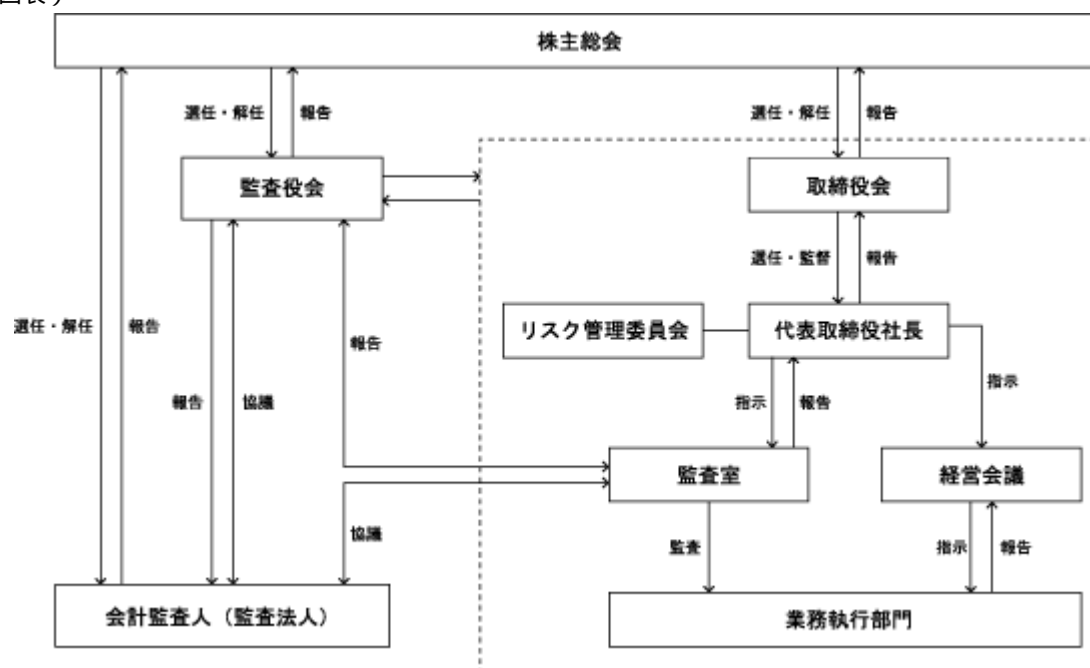 株主総会
選任・解任
報告
選任・解任
報告
監査役会
取締役会
選任・監督
報告
選任・解任
報告
リスク管理委員会
代表取締役社長
報告
指示
報告
協議
指示
報告
監査室
経営会議
協議
監査
指示
報告
会計監査人（監査法人）
業務執行部門